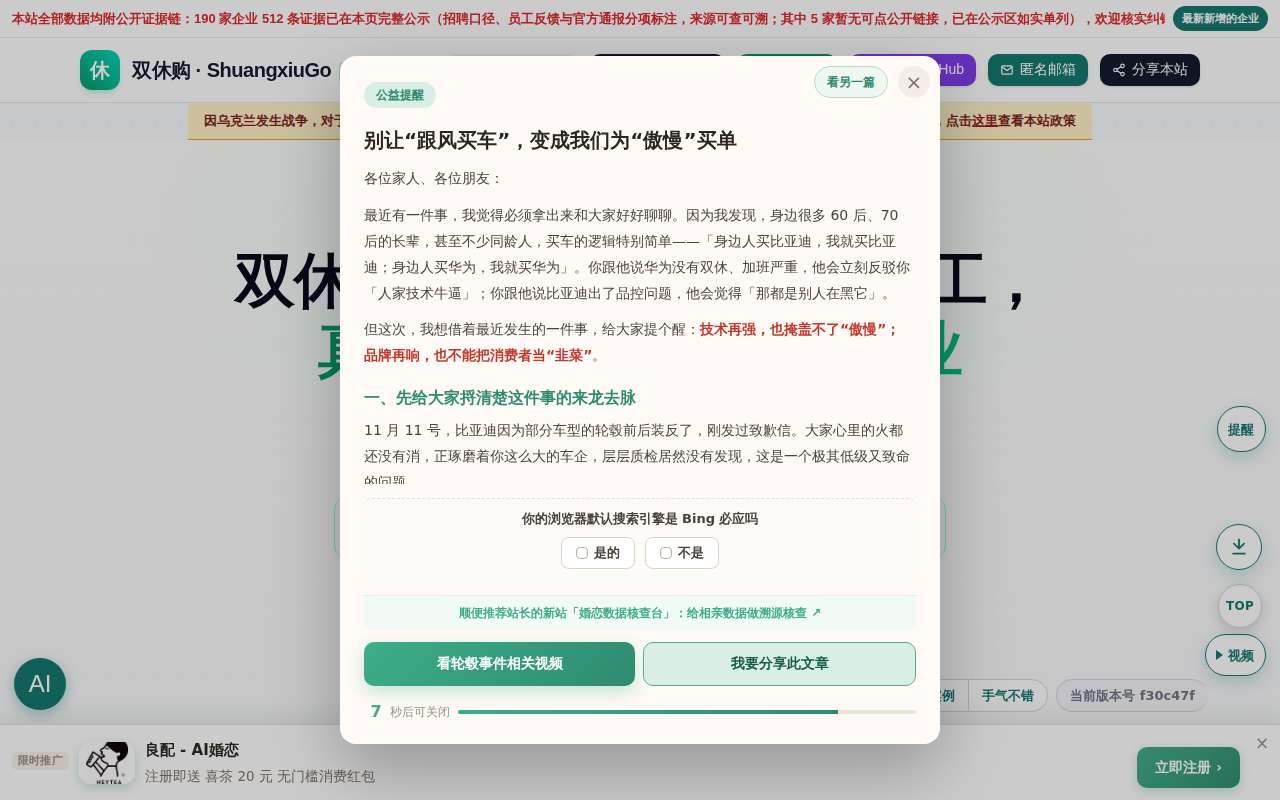 本站全部数据均附公开证据链：190 家企业 512 条证据已在本页完整公示（招聘口径、员工反馈与官方通报分项标注，来源可查可溯；其中 5 家暂无可点公开链接，已在公示区如实单列），欢迎核实纠
最新新增的企业
休
双休购 · ShuangxiuGo
Hub
匿名邮箱
分享本站
因乌克兰发生战争，对于
点击这里查看本站政策
双休
工，
业
公益提醒
看另一篇
别让“跟风买车”，变成我们为“傲慢”买单
各位家人、各位朋友：
最近有一件事，我觉得必须拿出来和大家好好聊聊。因为我发现，身边很多 60 后、70
后的长辈，甚至不少同龄人，买车的逻辑特别简单——「身边人买比亚迪，我就买比亚
迪；身边人买华为，我就买华为」。你跟他说华为没有双休、加班严重，他会立刻反驳你
「人家技术牛逼」；你跟他说比亚迪出了品控问题，他会觉得「那都是别人在黑它」。
但这次，我想借着最近发生的一件事，给大家提个醒：技术再强，也掩盖不了“傲慢”；
品牌再响，也不能把消费者当“韭菜”。
一、先给大家捋清楚这件事的来龙去脉
11 月 11 号，比亚迪因为部分车型的轮毂前后装反了，刚发过致歉信。大家心里的火都
还没有消，正琢磨着你这么大的车企，层层质检居然没有发现，这是一个极其低级又致命
的问题
你的浏览器默认搜索引擎是 Bing 必应吗
是的
不是
顺便推荐站长的新站「婚恋数据核查台」：给相亲数据做溯源核查 ↗
看轮毂事件相关视频
我要分享此文章
7 秒后可关闭
提醒
TOP
视频
AI
例
手气不错
当前版本号 f30c47f
限时推广
HEYTEA
良配 - AI婚恋
注册即送 喜茶 20 元 无门槛消费红包
立即注册 ›